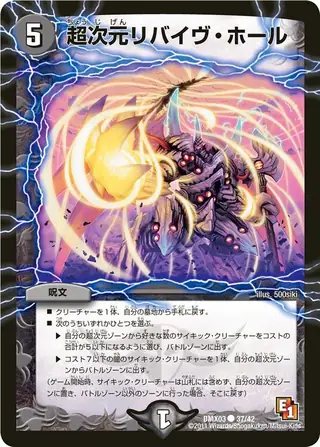 5
ちょうじげん
超次元リバイヴ・ホール
illus. 500siki
呪文
■ クリーチャーを1体、自分の墓地から手札に戻す。
■ 次のうちいずれかひとつを選ぶ。
▶ 自分の超次元ゾーンから好きな数のサイキック・クリーチャーをコストの
合計が5以下になるように選び、バトルゾーンに出す。
▶ コスト7以下の闇のサイキック・クリーチャーを1体、自分の超次元ゾーンから
バトルゾーンに出す。
(ゲーム開始時、サイキック・クリーチャーは山札には含めず、自分の超次元ゾーンに
置き、バトルゾーン以外のゾーンに行った場合、そこに戻す)
DMX03 ● 37/42
E1